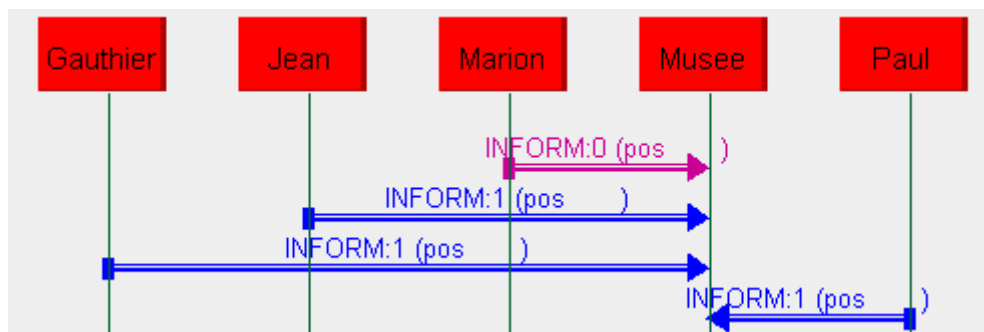 Gauthier Jean Marion Musee Paul
INFORM:0 (pos )
INFORM:1 (pos )
INFORM:1 (pos )
INFORM:1 (pos )